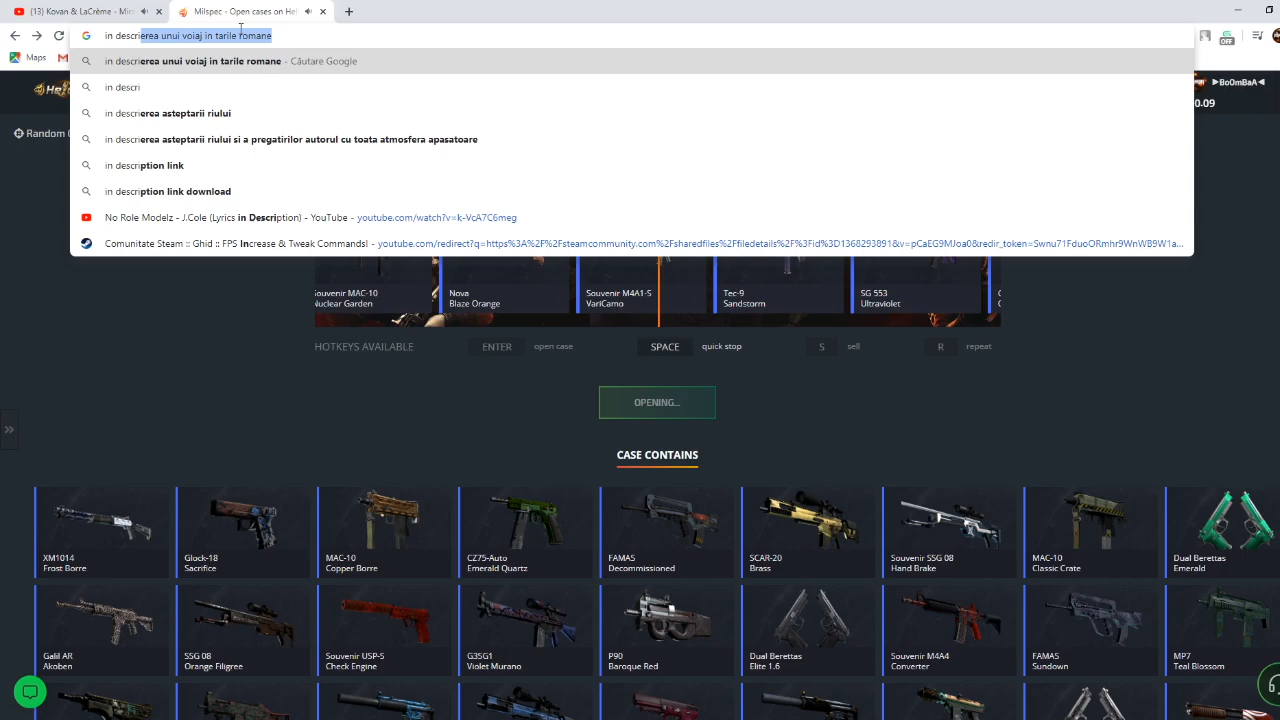 (13) Kovan & LaCrème - Mir
Milspec - Open cases on Hel
in descrierea unui voiaj in tarile romane
OFF
Maps
in descrierea unui voiaj in tarile romane - Căutare Google
in descri
in descrierea asteptarii riului
in descrierea asteptarii riului si a pregatirilor autorul cu toata atmosfera apasatoare
in description link
in description link download
No Role Modelz - J.Cole (Lyrics in Description) - YouTube - youtube.com/watch?v=k-VcA7C6meg
Comunitate Steam :: Ghid :: FPS Increase & Tweak Commands! - youtube.com/redirect?q=https%3A%2F%2Fsteamcommunity.com%2Fsharedfiles%2Ffiledetails%2F%3Fid%3D1368293891&v=pCaEG9MJoa0&redir_token=Swnu71FduoORmhr9WnWB9W1a...
He
►BoOmBaA◄
0.09
Random
Souvenir MAC-10
Nuclear Garden
Nova
Blaze Orange
Souvenir M4A1-S
VariCamo
Tec-9
Sandstorm
SG 553
Ultraviolet
HOTKEYS AVAILABLE
ENTER open case
SPACE quick stop
S sell
R repeat
OPENING...
CASE CONTAINS
XM1014
Frost Borre
Glock-18
Sacrifice
MAC-10
Copper Borre
CZ75-Auto
Emerald Quartz
FAMAS
Decommissioned
SCAR-20
Brass
Souvenir SSG 08
Hand Brake
MAC-10
Classic Crate
Dual Berettas
Emerald
Galil AR
Akoben
SSG 08
Orange Filigree
Souvenir USP-S
Check Engine
G3SG1
Violet Murano
P90
Baroque Red
Dual Berettas
Elite 1.6
Souvenir M4A4
Converter
FAMAS
Sundown
MP7
Teal Blossom